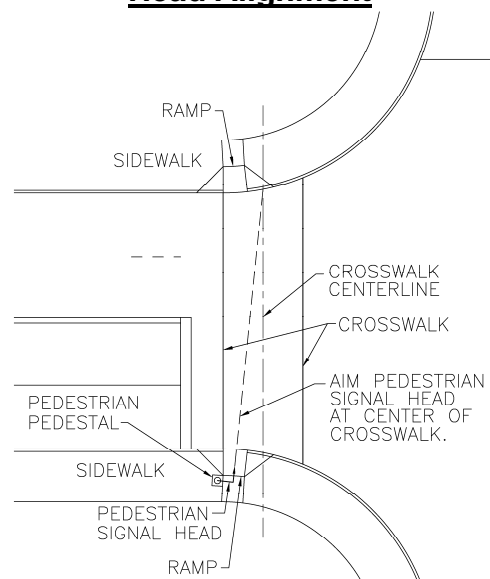 Head Alignment
RAMP
SIDEWALK
CROSSWALK
CENTERLINE
CROSSWALK
AIM PEDESTRIAN
SIGNAL HEAD
AT CENTER OF
CROSSWALK.
PEDESTRIAN
PEDESTAL
SIDEWALK
PEDESTRIAN
SIGNAL HEAD
RAMP